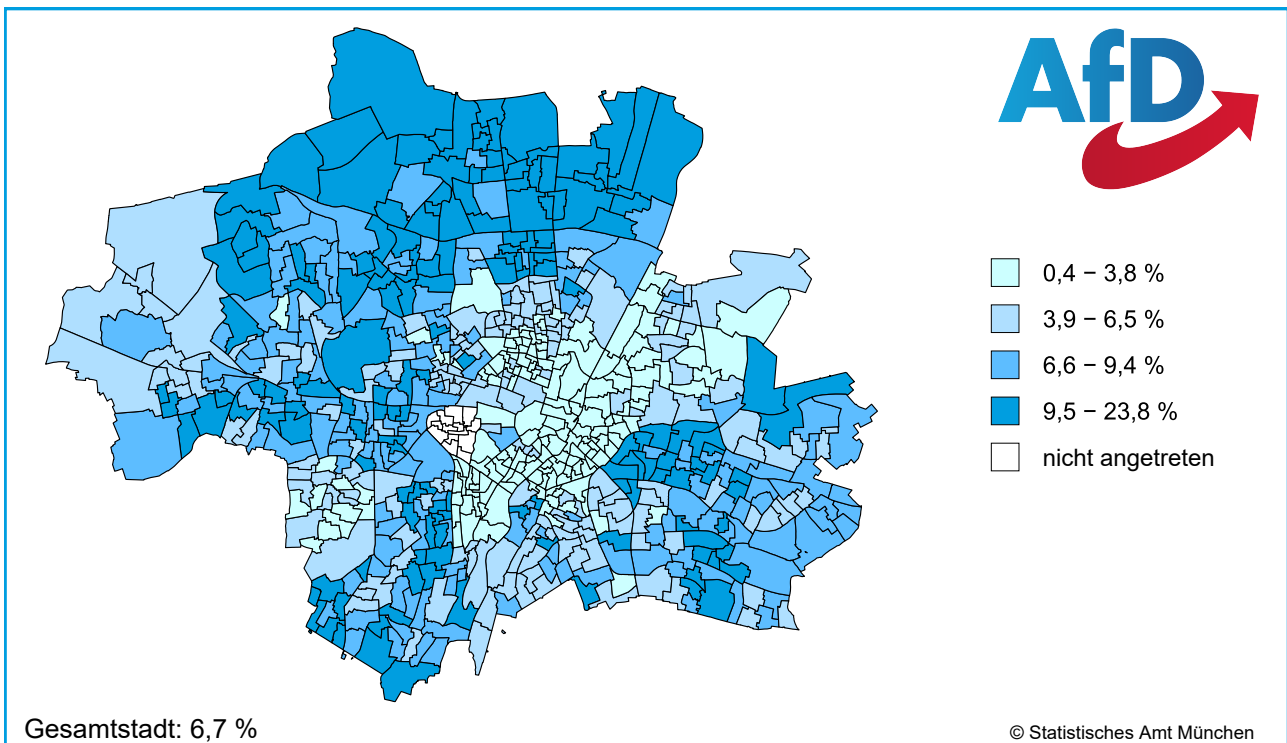 AfD
0,4 – 3,8 %
3,9 – 6,5 %
6,6 – 9,4 %
9,5 – 23,8 %
nicht angetreten
Gesamtstadt: 6,7 %
© Statistisches Amt München